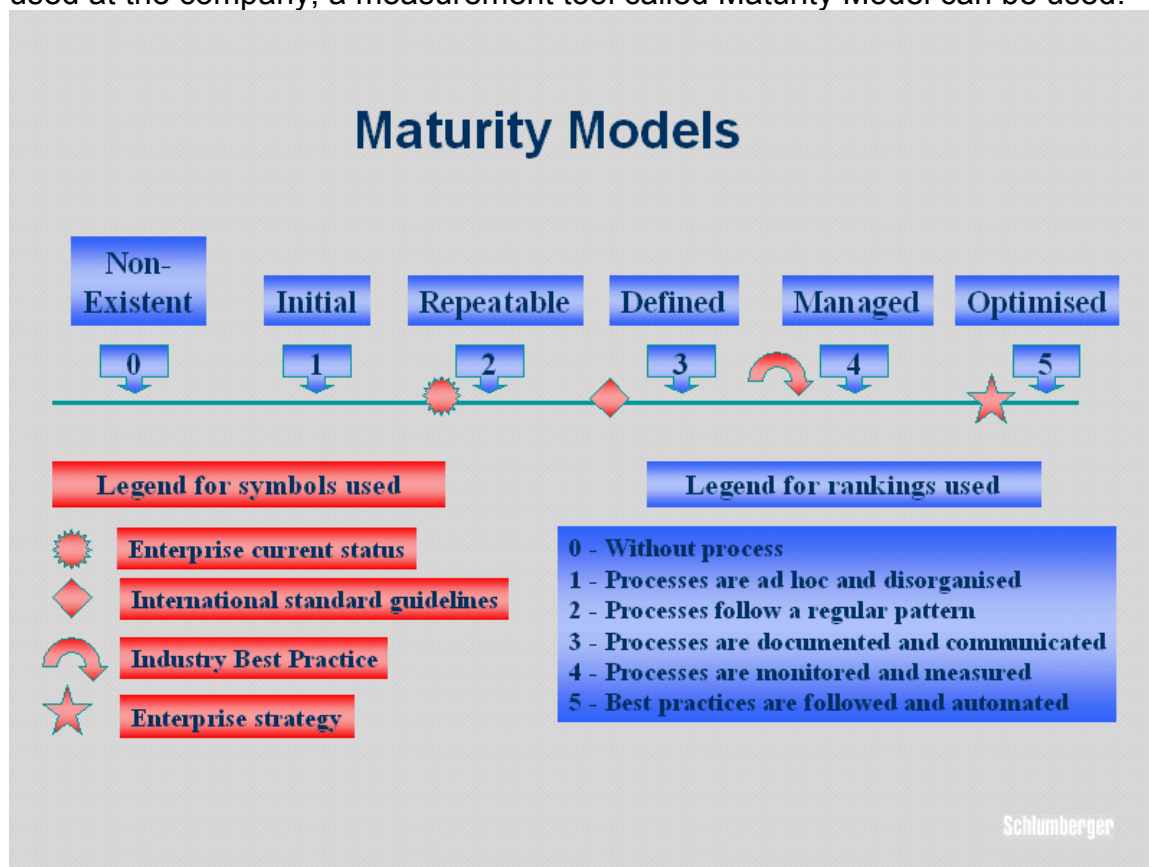 used at the company, a measurement tool called Maturity Model can be used.
Maturity Models
Non-
Existent
Initial
Repeatable
Defined
Managed
Optimised
0
1
2
3
4
5
Legend for symbols used
Enterprise current status
International standard guidelines
Industry Best Practice
Enterprise strategy
Legend for rankings used
0 - Without process
1 - Processes are ad hoc and disorganised
2 - Processes follow a regular pattern
3 - Processes are documented and communicated
4 - Processes are monitored and measured
5 - Best practices are followed and automated
Schlumberger